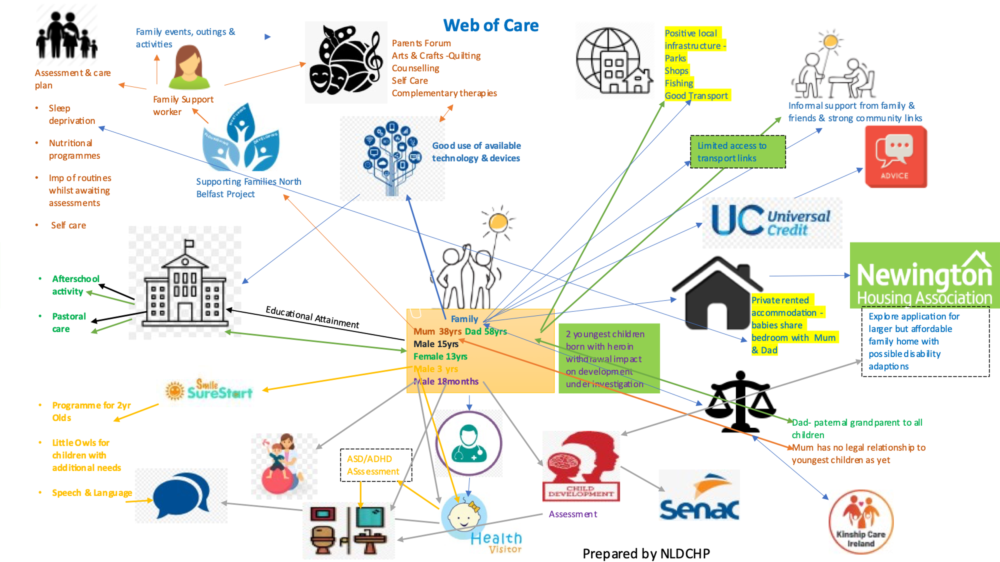 Web of Care
Family events, outings &
activities
Parents Forum
Arts & Crafts -Quilting
Counselling
Self Care
Complementary therapies
Positive local
infrastructure -
Parks
Shops
Fishing
Good Transport
Assessment & care
plan
• Sleep
deprivation
• Nutritional
programmes
• Imp of routines
whilst awaiting
assessments
• Self care
Family Support
worker
NURTURING
FLOURISHING
DEVELOPING
Supporting Families North
Belfast Project
Good use of available
technology & devices
Informal support from family &
friends & strong community links
Limited access to
transport links
ADVICE
UC Universal
Credit
Newington
Housing Association
Private rented
accommodation -
babies share
bedroom with Mum
& Dad
Explore application for
larger but affordable
family home with
possible disability
adaptions
• Afterschool
activity
• Pastoral
care
Educational Attainment
Family
Mum 38yrs Dad 58yrs
Male 15yrs
Female 13yrs
Male 3 yrs
Male 18months
2 youngest children
born with heroin
withdrawal impact
on development
under investigation
Smile
SureStart
• Programme for 2yr
Olds
• Little Owls for
children with
additional needs
• Speech & Language
ASD/ADHD
ASssessment
Dad- paternal grandparent to all
children
Mum has no legal relationship to
youngest children as yet
CHILD
DEVELOPMENT
Assessment
Senac
Health
Visitor
Kinship Care
Ireland
Prepared by NLDCHP